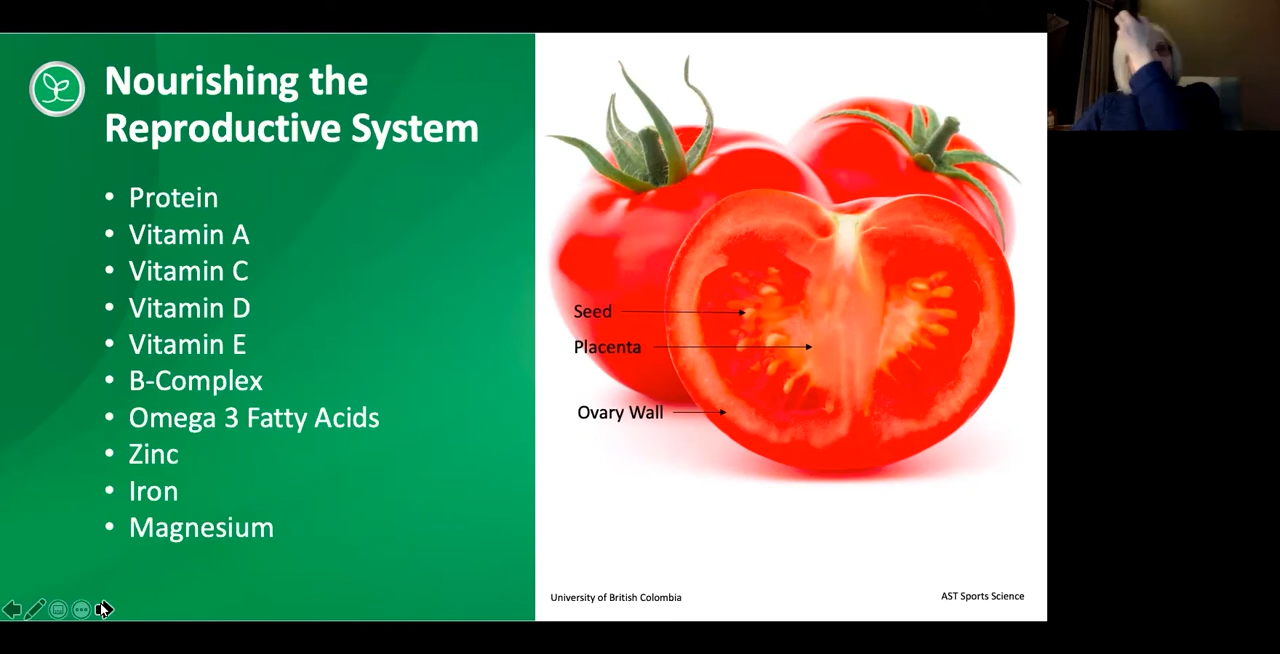 Nourishing the
Reproductive System
• Protein
• Vitamin A
• Vitamin C
• Vitamin D
• Vitamin E
• B-Complex
• Omega 3 Fatty Acids
• Zinc
• Iron
• Magnesium
Seed
Placenta
Ovary Wall
University of British Colombia
AST Sports Science